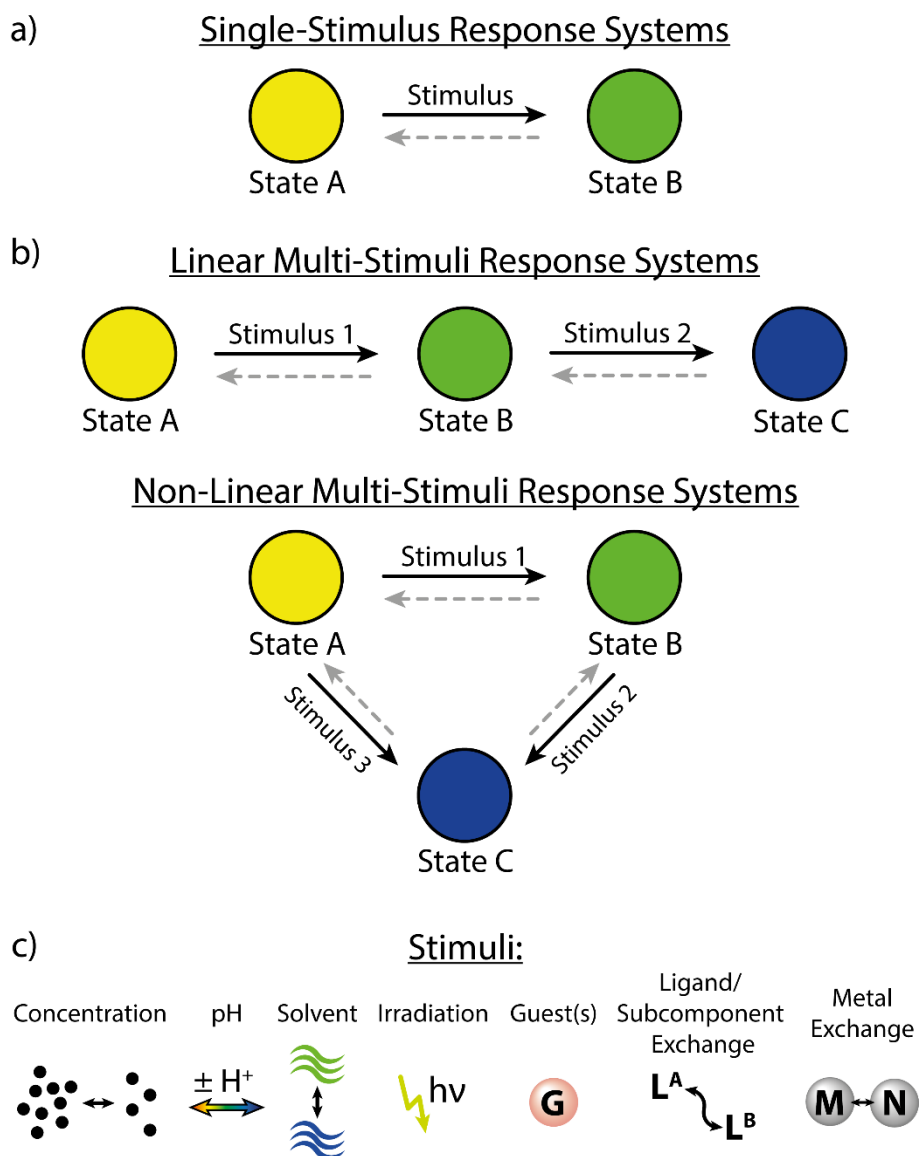 a)
Single-Stimulus Response Systems
Stimulus
State A
State B
b)
Linear Multi-Stimuli Response Systems
Stimulus 1
Stimulus 2
State A
State B
State C
Non-Linear Multi-Stimuli Response Systems
Stimulus 1
State A
State B
Stimulus 3
Stimulus 2
State C
c)
Stimuli:
Concentration
pH
Solvent
Irradiation
Guest(s)
Ligand/
Subcomponent
Exchange
Metal
Exchange
± H⁺
hν
G
Lᴬ
Lᴮ
M
N